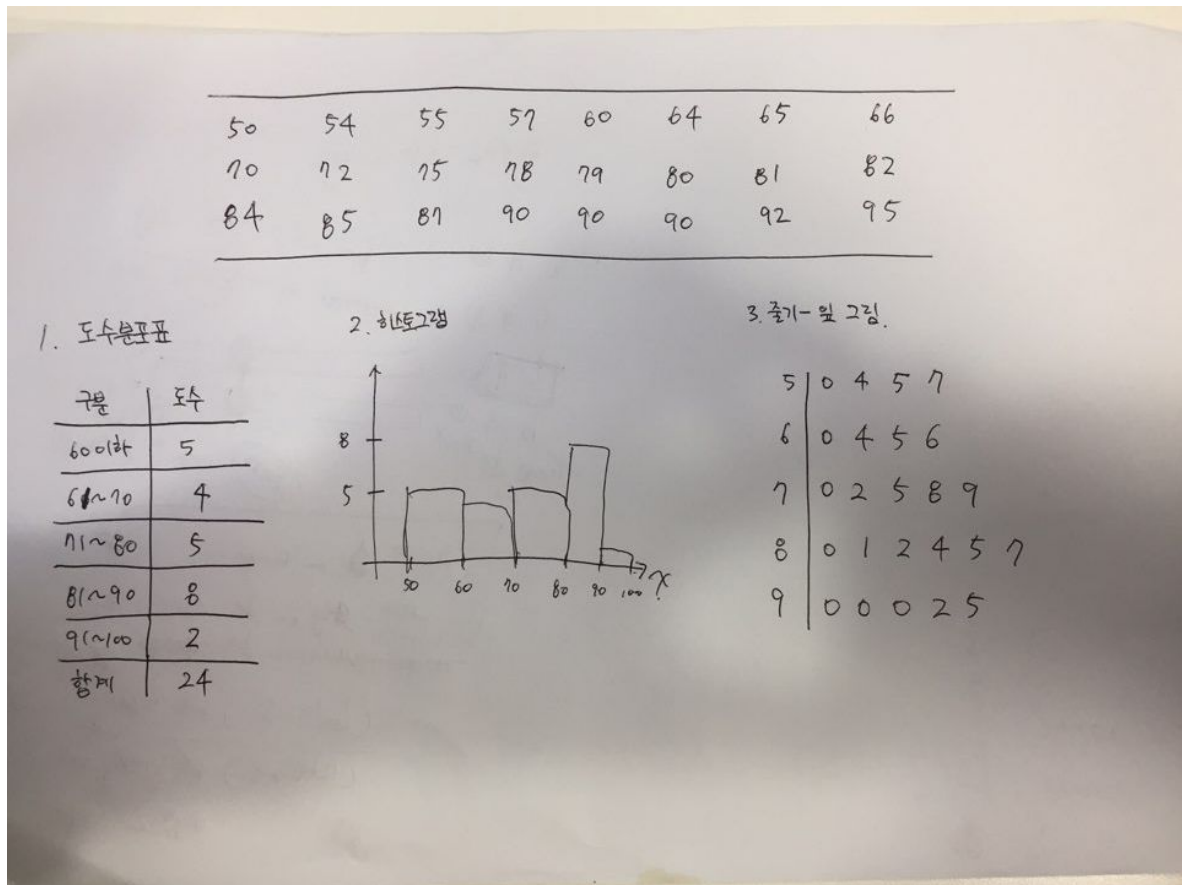 50 54 55 57 60 64 65 66
70 72 75 78 79 80 81 82
84 85 87 90 90 90 92 95
1. 도수분포표
구분 도수
60이하 5
61~70 4
71~80 5
81~90 8
91~100 2
합계 24
2. 히스토그램
8
5
50 60 70 80 90 100 x
3. 줄기-잎 그림.
5 0 4 5 7
6 0 4 5 6
7 0 2 5 8 9
8 0 1 2 4 5 7
9 0 0 0 2 5